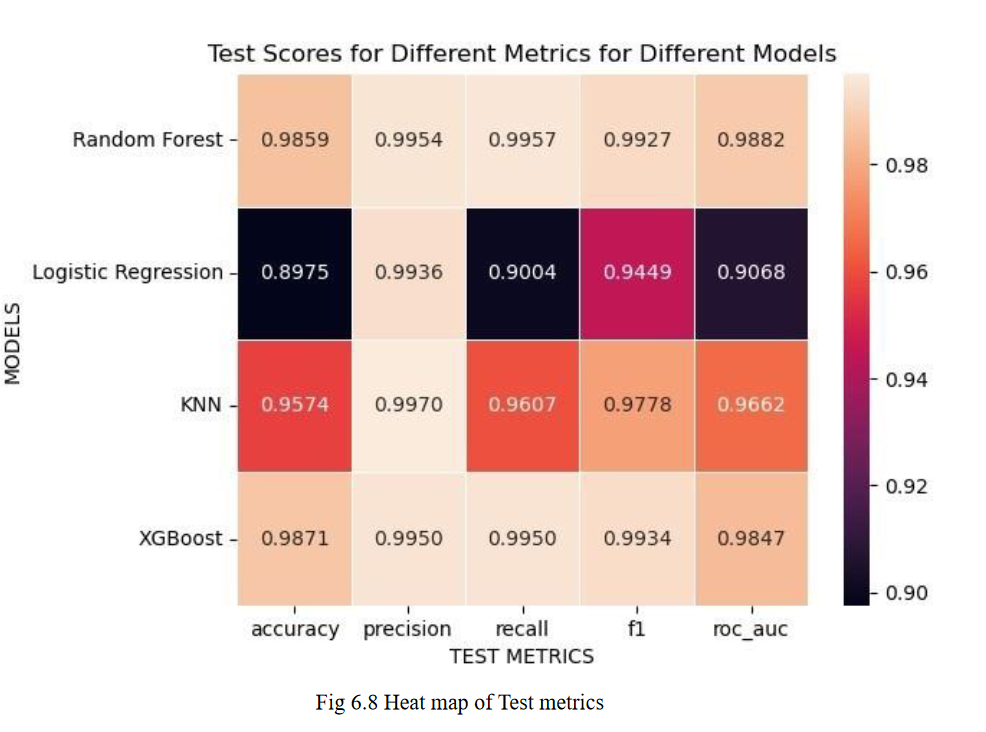 Test Scores for Different Metrics for Different Models
Random Forest 0.9859 0.9954 0.9957 0.9927 0.9882
Logistic Regression 0.8975 0.9936 0.9004 0.9449 0.9068
KNN 0.9574 0.9970 0.9607 0.9778 0.9662
XGBoost 0.9871 0.9950 0.9950 0.9934 0.9847
accuracy precision recall f1 roc_auc
TEST METRICS
MODELS
0.98
0.96
0.94
0.92
0.90
Fig 6.8 Heat map of Test metrics